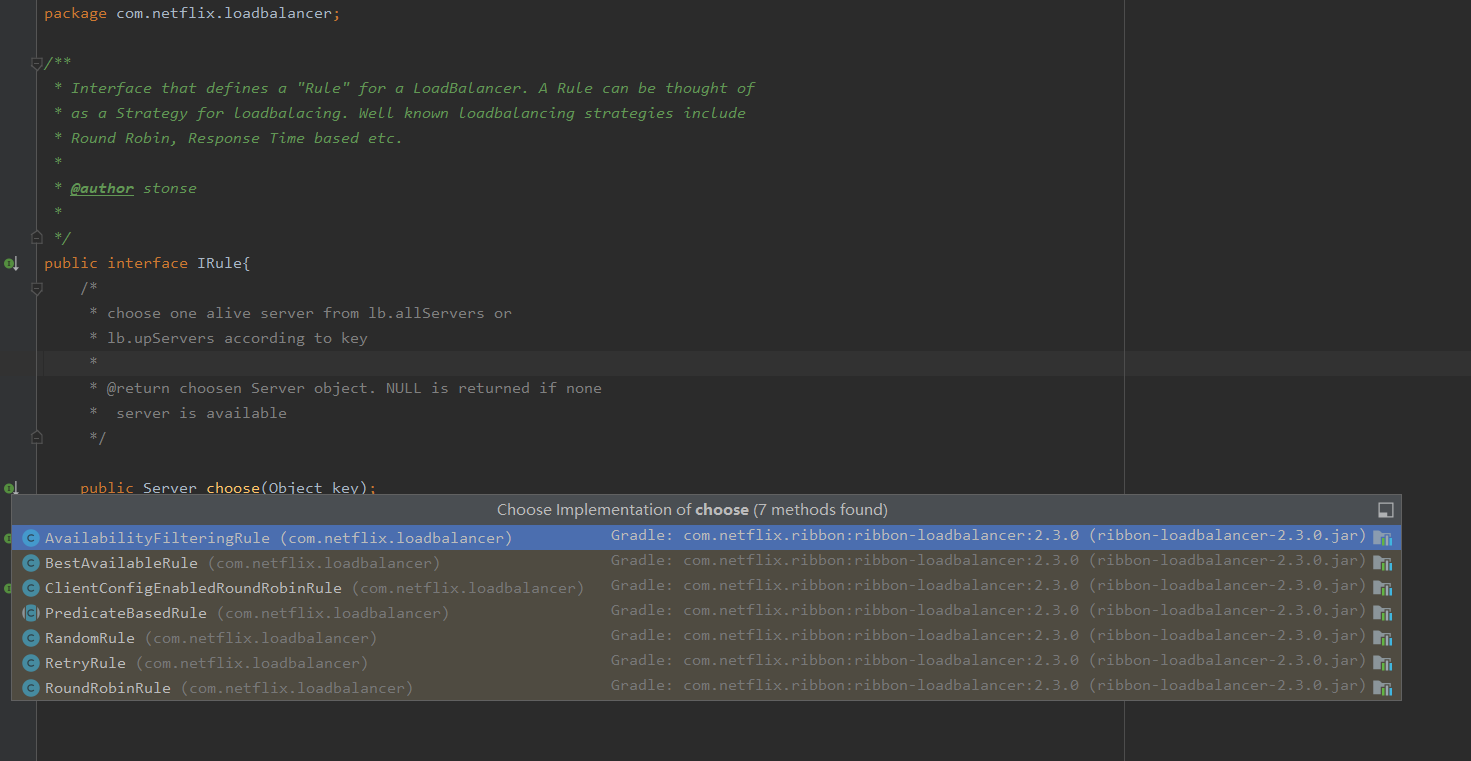 package com.netflix.loadbalancer;
/**
* Interface that defines a "Rule" for a LoadBalancer. A Rule can be thought of
* as a Strategy for loadbalacing. Well known loadbalancing strategies include
* Round Robin, Response Time based etc.
*
* @author stonse
*
*/
public interface IRule{
/*
* choose one alive server from lb.allServers or
* lb.upServers according to key
*
* @return choosen Server object. NULL is returned if none
*  server is available
*/
public Server choose(Object key);
Choose Implementation of choose (7 methods found)
AvailabilityFilteringRule (com.netflix.loadbalancer) Gradle: com.netflix.ribbon:ribbon-loadbalancer:2.3.0 (ribbon-loadbalancer-2.3.0.jar)
BestAvailableRule (com.netflix.loadbalancer) Gradle: com.netflix.ribbon:ribbon-loadbalancer:2.3.0 (ribbon-loadbalancer-2.3.0.jar)
ClientConfigEnabledRoundRobinRule (com.netflix.loadbalancer) Gradle: com.netflix.ribbon:ribbon-loadbalancer:2.3.0 (ribbon-loadbalancer-2.3.0.jar)
PredicateBasedRule (com.netflix.loadbalancer) Gradle: com.netflix.ribbon:ribbon-loadbalancer:2.3.0 (ribbon-loadbalancer-2.3.0.jar)
RandomRule (com.netflix.loadbalancer) Gradle: com.netflix.ribbon:ribbon-loadbalancer:2.3.0 (ribbon-loadbalancer-2.3.0.jar)
RetryRule (com.netflix.loadbalancer) Gradle: com.netflix.ribbon:ribbon-loadbalancer:2.3.0 (ribbon-loadbalancer-2.3.0.jar)
RoundRobinRule (com.netflix.loadbalancer) Gradle: com.netflix.ribbon:ribbon-loadbalancer:2.3.0 (ribbon-loadbalancer-2.3.0.jar)